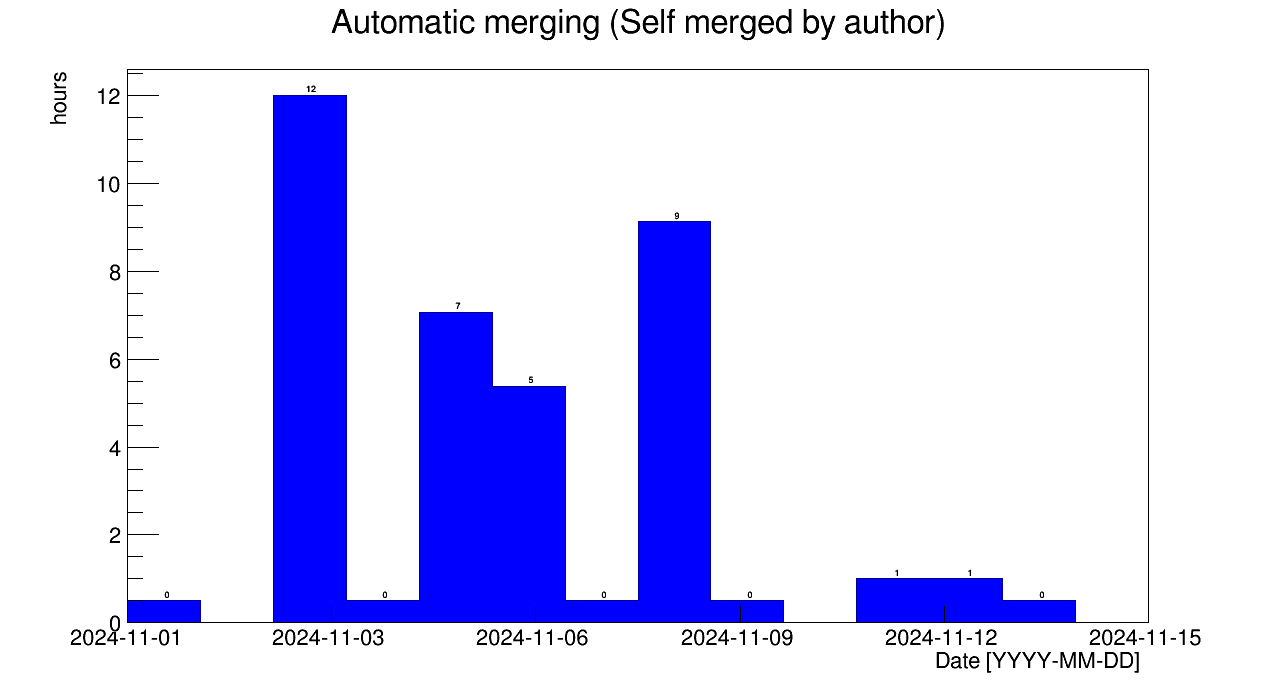 Automatic merging (Self merged by author)
hours
12
10
8
6
4
2
0
12
9
7
5
1 1
0 0 0 0 0
2024-11-01 2024-11-03 2024-11-06 2024-11-09 2024-11-12 2024-11-15
Date [YYYY-MM-DD]